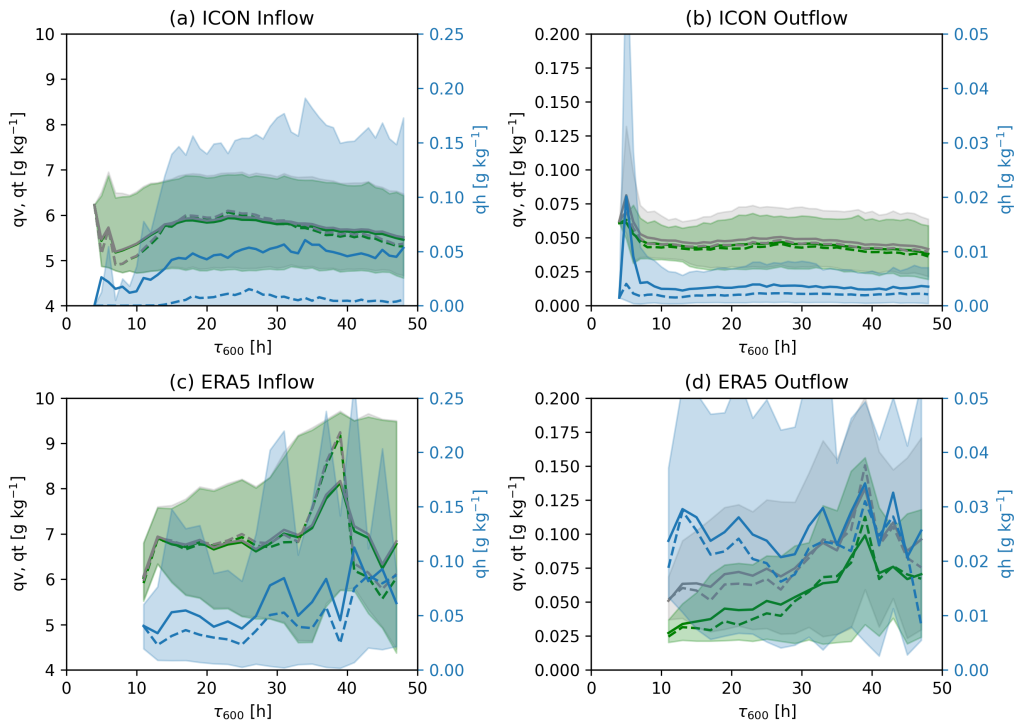 (a) ICON Inflow
(b) ICON Outflow
10
9
8
7
6
5
4
qv, qt [g kg⁻¹]
0.25
0.20
0.15
0.10
0.05
0.00
qh [g kg⁻¹]
0 10 20 30 40 50
τ₆₀₀ [h]
0.200
0.175
0.150
0.125
0.100
0.075
0.050
0.025
0.000
qv, qt [g kg⁻¹]
0.05
0.04
0.03
0.02
0.01
0.00
qh [g kg⁻¹]
0 10 20 30 40 50
τ₆₀₀ [h]
(c) ERA5 Inflow
(d) ERA5 Outflow
10
9
8
7
6
5
4
qv, qt [g kg⁻¹]
0.25
0.20
0.15
0.10
0.05
0.00
qh [g kg⁻¹]
0 10 20 30 40 50
τ₆₀₀ [h]
0.200
0.175
0.150
0.125
0.100
0.075
0.050
0.025
0.000
qv, qt [g kg⁻¹]
0.05
0.04
0.03
0.02
0.01
0.00
qh [g kg⁻¹]
0 10 20 30 40 50
τ₆₀₀ [h]